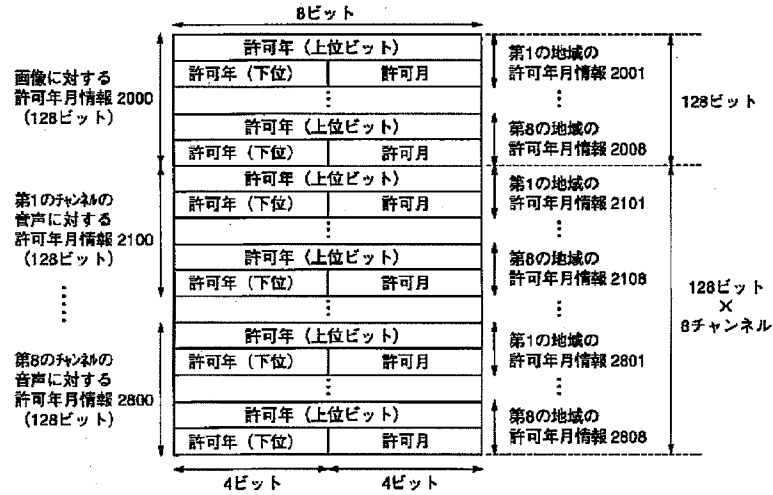 8ビット
画像に対する
許可年月情報 2000
(128ビット)
第1のチャンネルの
音声に対する
許可年月情報 2100
(128ビット)
第8のチャンネルの
音声に対する
許可年月情報 2800
(128ビット)
許可年 (上位ビット)
許可年 (下位)
許可月
許可年 (上位ビット)
許可年 (下位)
許可月
許可年 (上位ビット)
許可年 (下位)
許可月
許可年 (上位ビット)
許可年 (下位)
許可月
許可年 (上位ビット)
許可年 (下位)
許可月
許可年 (上位ビット)
許可年 (下位)
許可月
4ビット
4ビット
第1の地域の
許可年月情報 2001
第8の地域の
許可年月情報 2008
第1の地域の
許可年月情報 2101
第8の地域の
許可年月情報 2108
第1の地域の
許可年月情報 2801
第8の地域の
許可年月情報 2808
128ビット
128ビット
×
8チャンネル